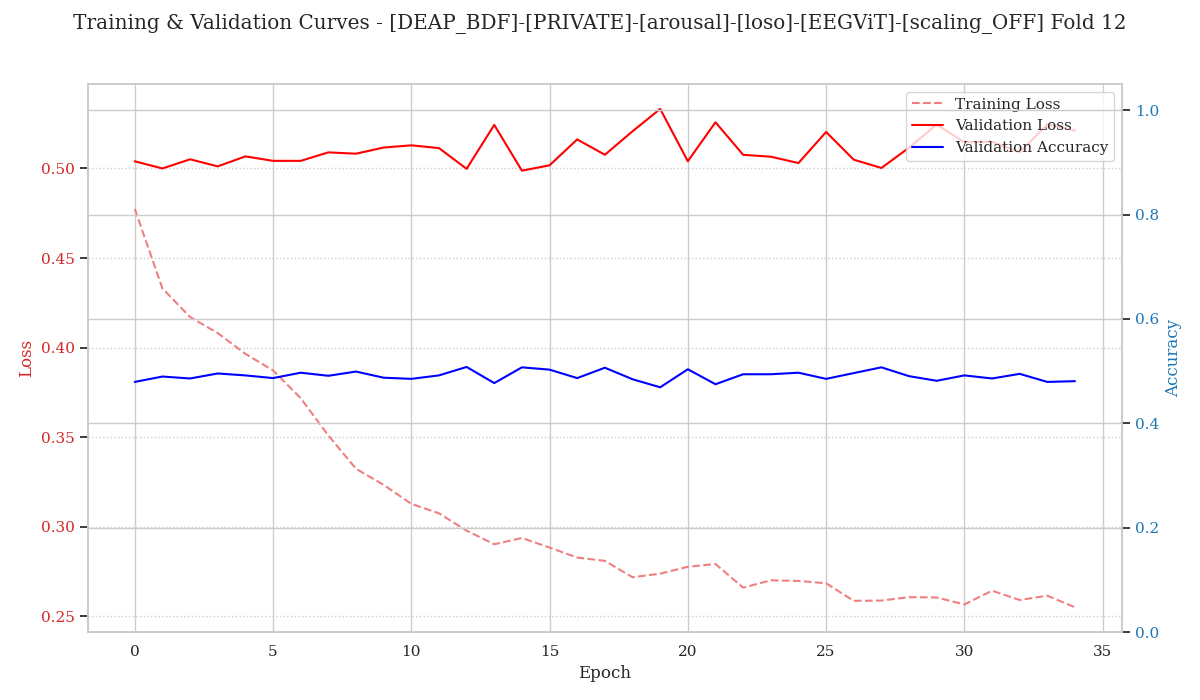 Training & Validation Curves - [DEAP_BDF]-[PRIVATE]-[arousal]-[loso]-[EEGViT]-[scaling_OFF] Fold 12
Training Loss
Validation Loss
Validation Accuracy
Loss
0.50
0.45
0.40
0.35
0.30
0.25
1.0
0.8
0.6
0.4
0.2
0.0
Accuracy
0
5
10
15
20
25
30
35
Epoch